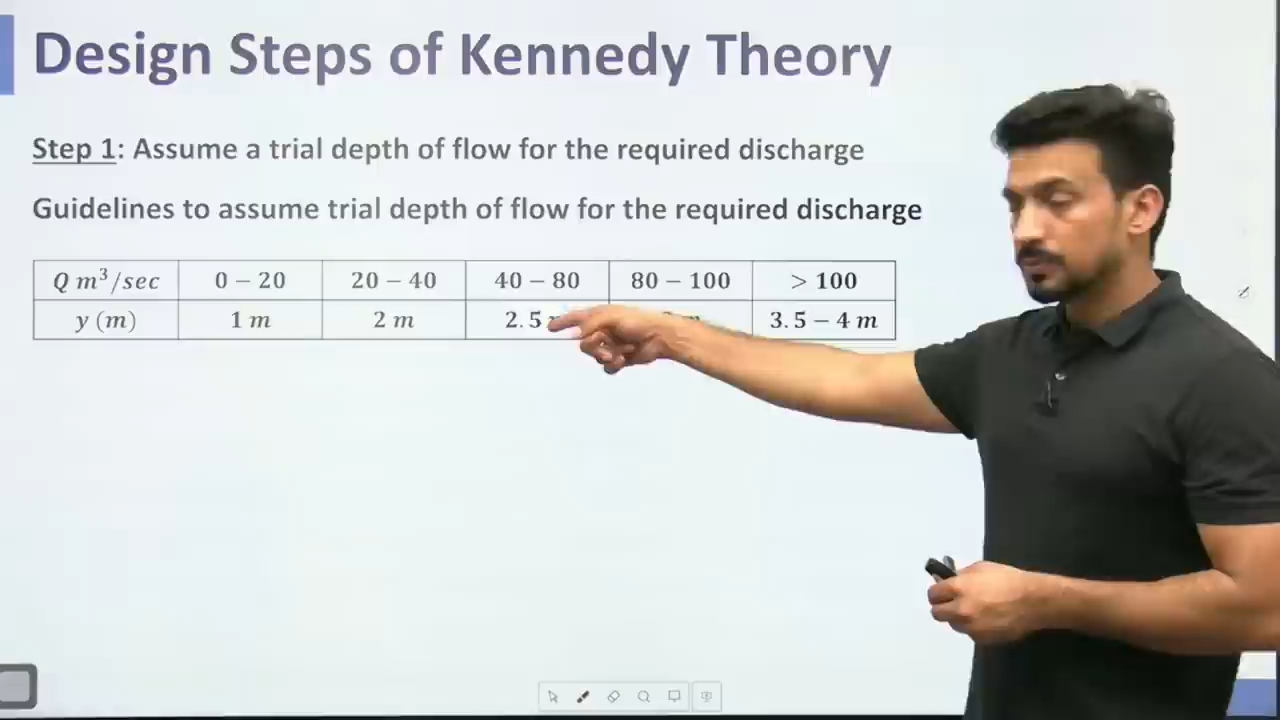 Design Steps of Kennedy Theory
Step 1: Assume a trial depth of flow for the required discharge
Guidelines to assume trial depth of flow for the required discharge
Q m³/sec 0 – 20 20 – 40 40 – 80 80 – 100 > 100
y (m) 1 m 2 m 2.5 m 3.5 – 4 m